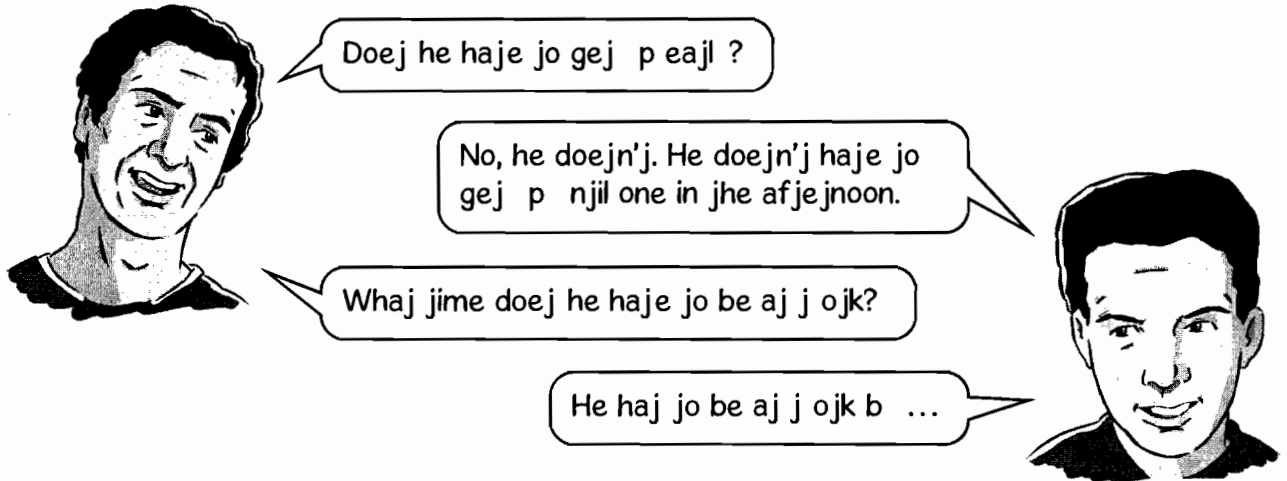 Doej he haje jo gej p eajl ?
No, he doejn'j. He doejn'j haje jo
gej p njil one in jhe afjejnoon.
Whaj jime doej he haje jo be aj j ojk?
He haj jo be aj j ojk b ...